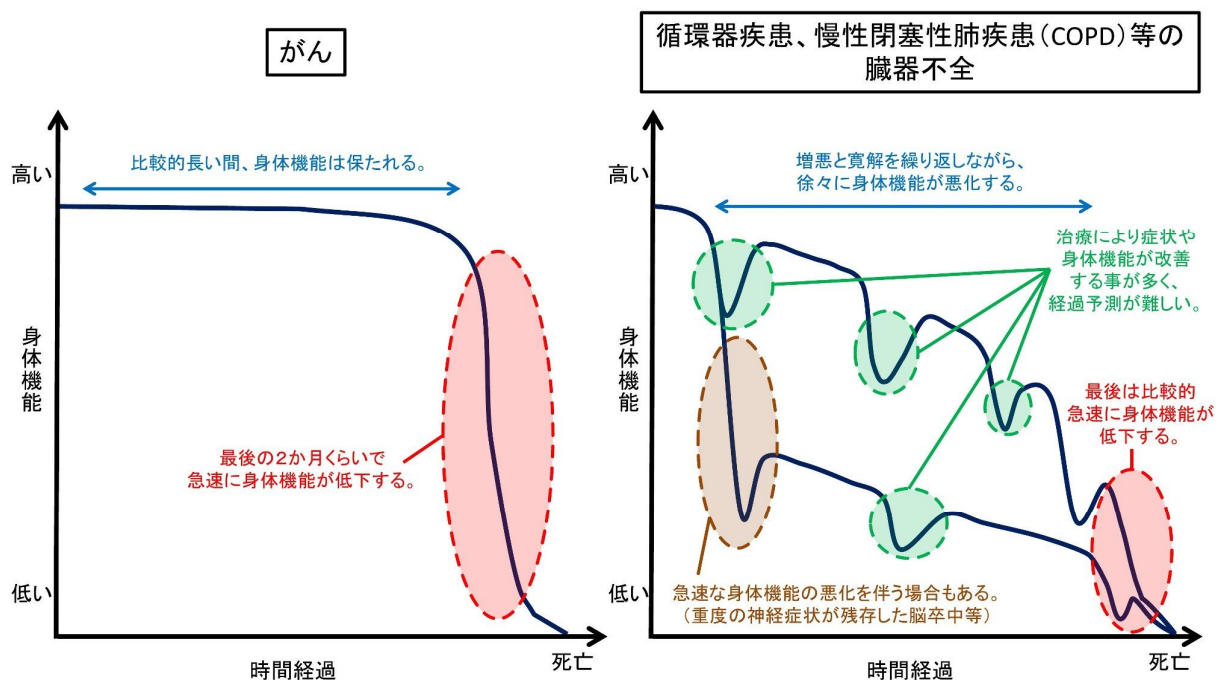 がん
高い
比較的長い間、身体機能は保たれる。
身体機能
最後の2か月くらいで
急速に身体機能が低下する。
低い
時間経過
死亡
循環器疾患、慢性閉塞性肺疾患(COPD)等の
臓器不全
高い
増悪と寛解を繰り返しながら、
徐々に身体機能が悪化する。
治療により症状や
身体機能が改善
する事が多く、
経過予測が難しい。
身体機能
最後は比較的
急速に身体機能が
低下する。
急速な身体機能の悪化を伴う場合もある。
(重度の神経症状が残存した脳卒中等)
低い
時間経過
死亡